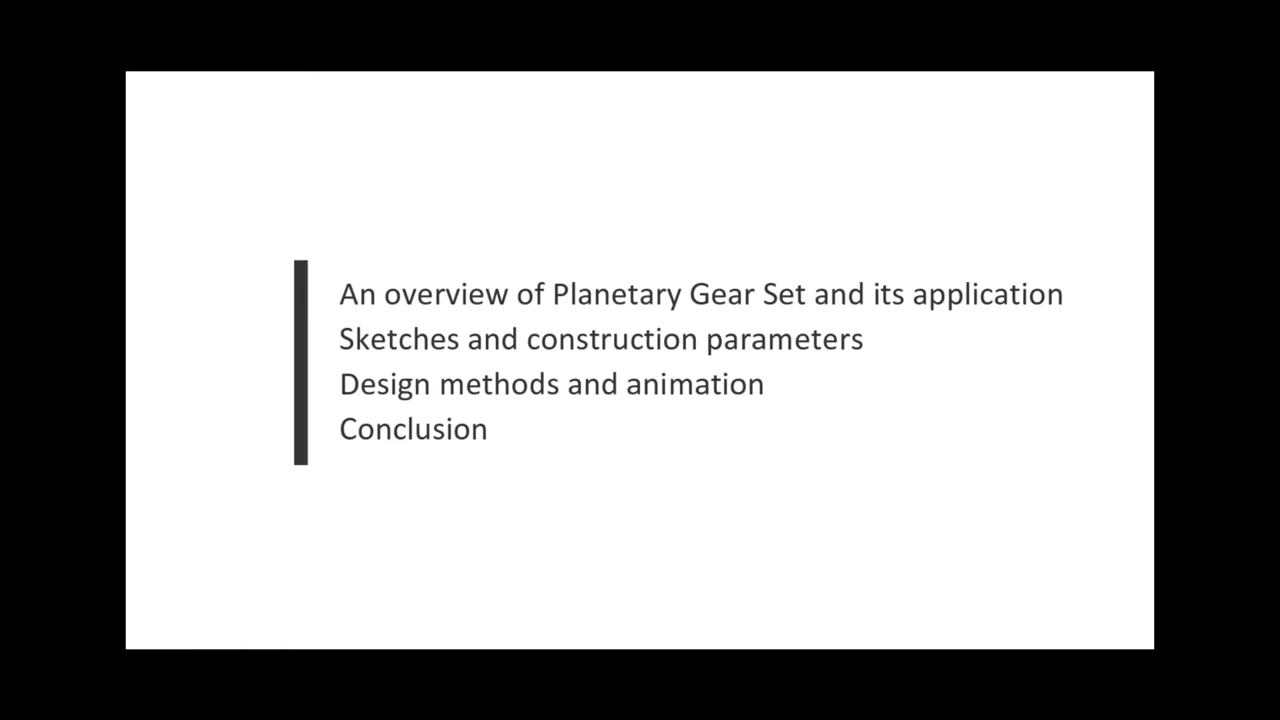 An overview of Planetary Gear Set and its application
Sketches and construction parameters
Design methods and animation
Conclusion